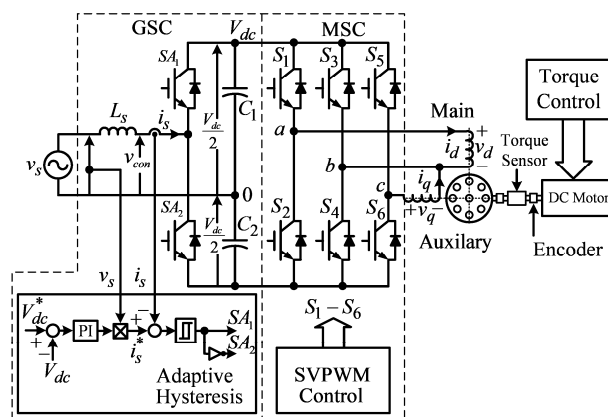 GSC
V_dc
MSC
SA_1
S_1
S_3
S_5
Torque
Control
L_s
i_s
V_dc/2
C_1
a
Main
+
i_d
v_d
−
Torque
Sensor
v_s
v_con
b
0
c
i_q
+v_q−
DC Motor
SA_2
V_dc/2
C_2
S_2
S_4
S_6
Auxilary
Encoder
v_s
i_s
S_1−S_6
V_dc^*
+
−
PI
+
−
i_s^*
SA_1
SA_2
V_dc
Adaptive
Hysteresis
SVPWM
Control